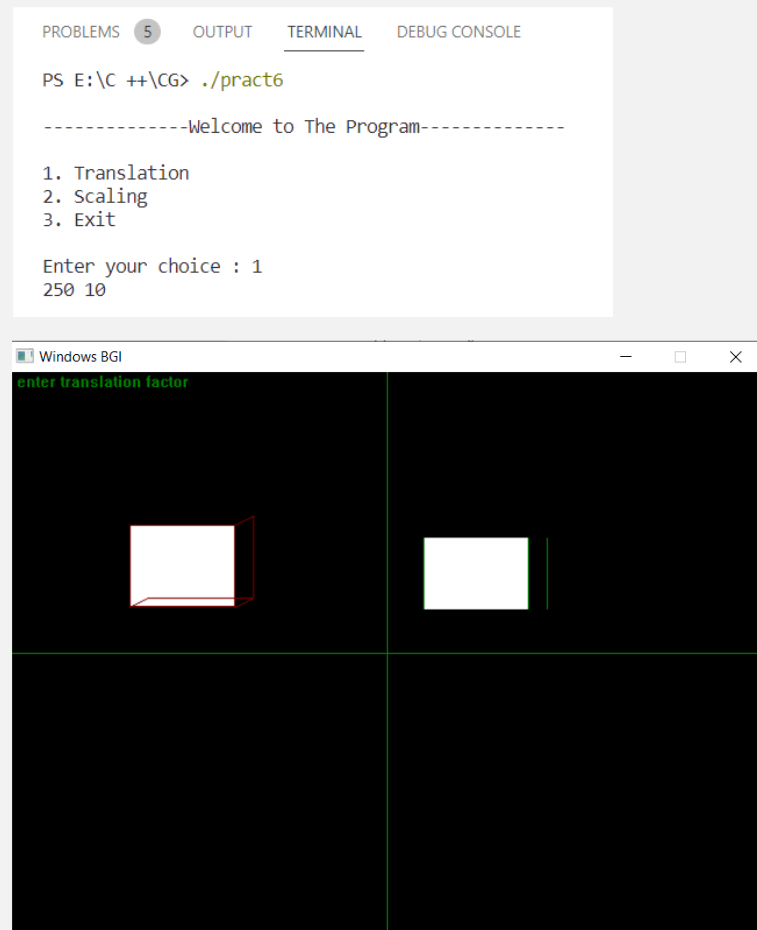 PROBLEMS 5 OUTPUT TERMINAL DEBUG CONSOLE
PS E:\C ++\CG> ./pract6
--------------Welcome to The Program--------------
1. Translation
2. Scaling
3. Exit
Enter your choice : 1
250 10
Windows BGI
enter translation factor